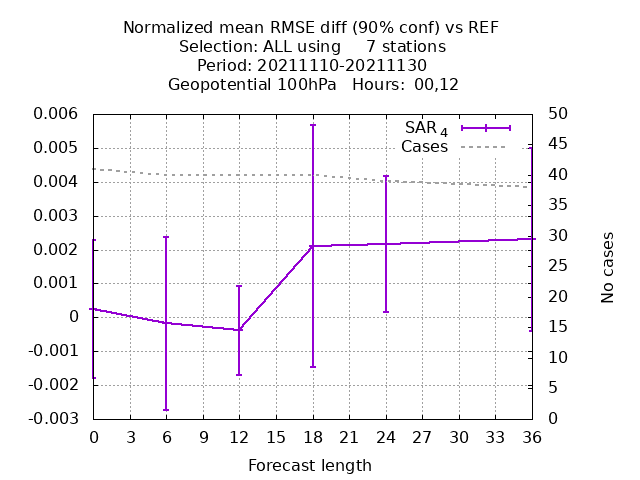 Normalized mean RMSE diff (90% conf) vs REF
Selection: ALL using     7 stations
Period: 20211110-20211130
Geopotential 100hPa   Hours:  00,12
0.006
0.005
0.004
0.003
0.002
0.001
0
-0.001
-0.002
-0.003
SAR 4
Cases
50
45
40
35
30
25
20
15
10
5
0
No cases
0 3 6 9 12 15 18 21 24 27 30 33 36
Forecast length